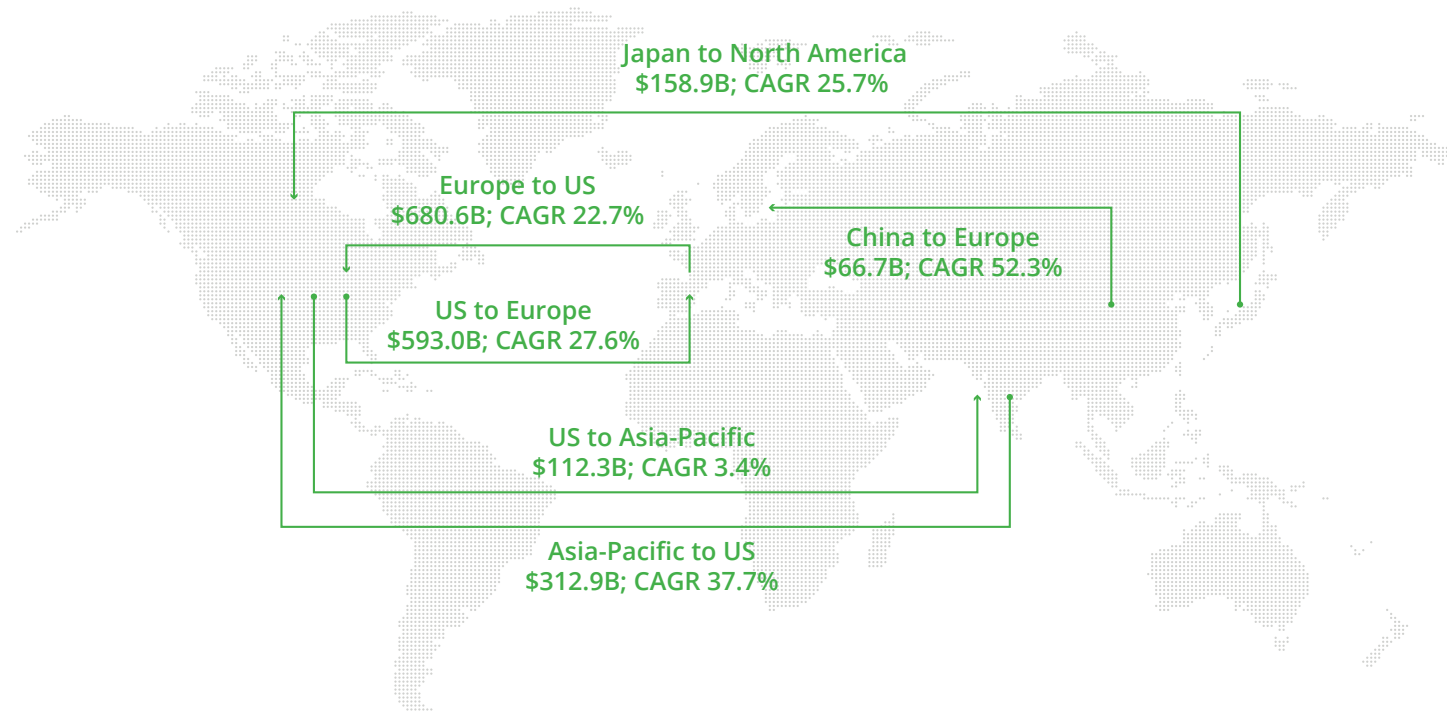 Japan to North America
$158.9B; CAGR 25.7%
Europe to US
$680.6B; CAGR 22.7%
China to Europe
$66.7B; CAGR 52.3%
US to Europe
$593.0B; CAGR 27.6%
US to Asia-Pacific
$112.3B; CAGR 3.4%
Asia-Pacific to US
$312.9B; CAGR 37.7%